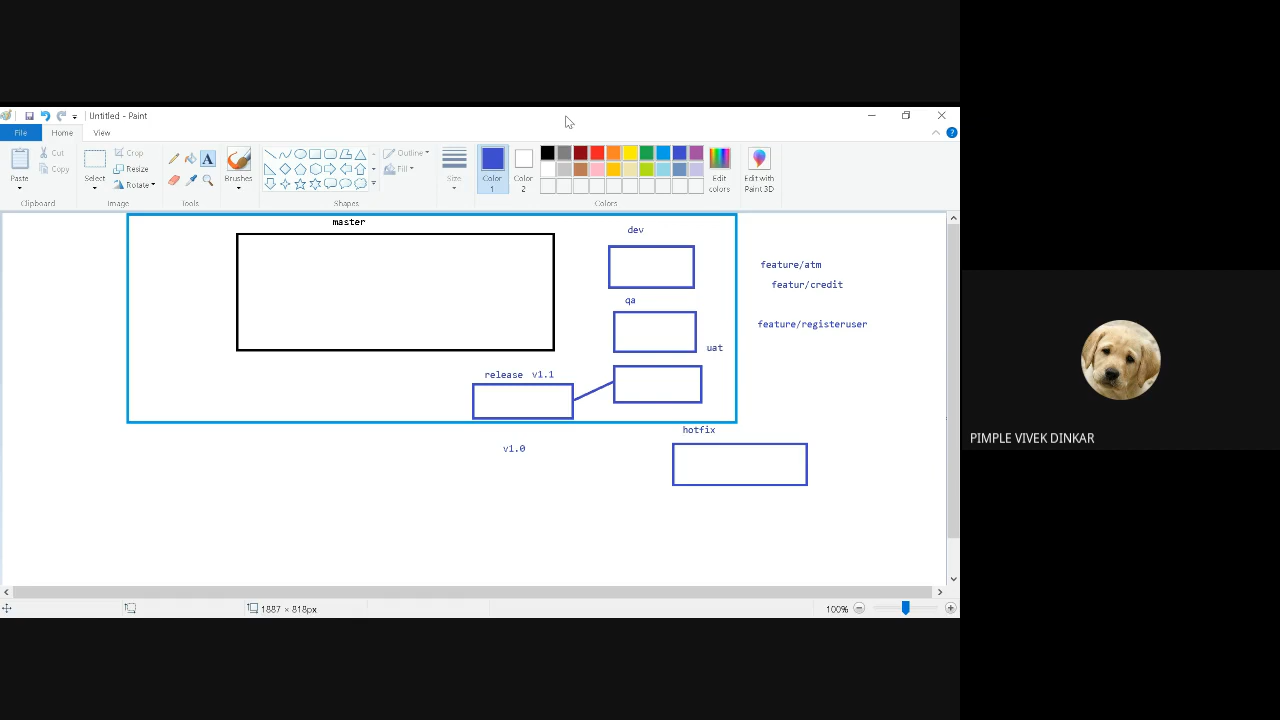 Untitled - Paint
File Home View
Paste
Cut
Copy
Clipboard
Select
Crop
Resize
Rotate
Image
Tools
Brushes
Shapes
Outline
Fill
Size
Color 1
Color 2
Colors
Edit colors
Edit with Paint 3D
master
dev
feature/atm
featur/credit
qa
feature/registeruser
uat
release v1.1
hotfix
v1.0
PIMPLE VIVEK DINKAR
1887 × 818px
100%